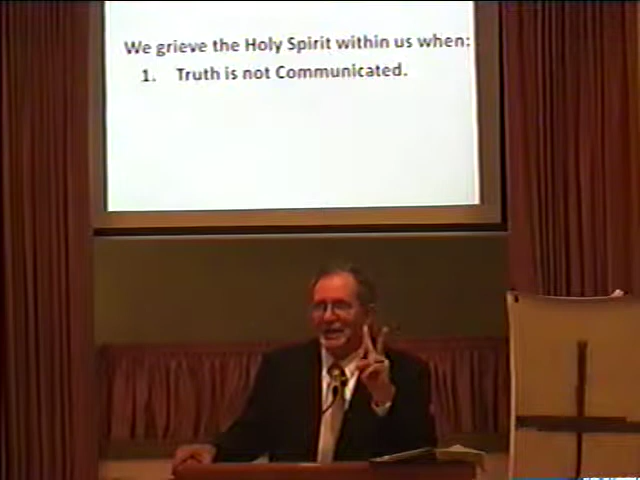 We grieve the Holy Spirit within us when:
1. Truth is not Communicated.